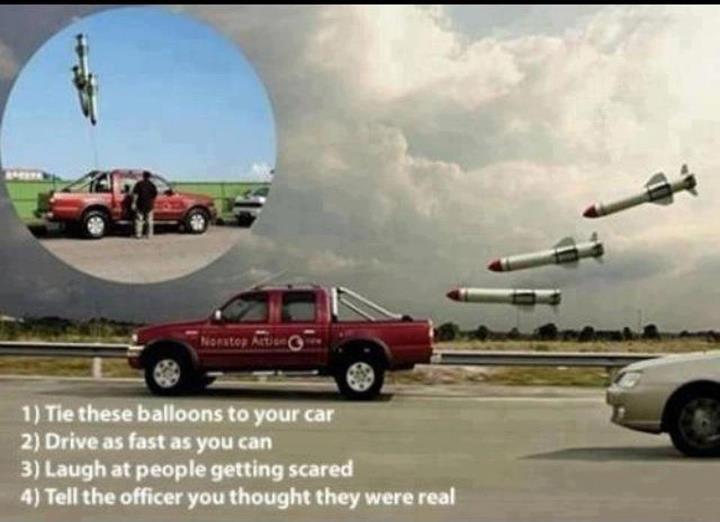 Nonstop Action
1) Tie these balloons to your car
2) Drive as fast as you can
3) Laugh at people getting scared
4) Tell the officer you thought they were real